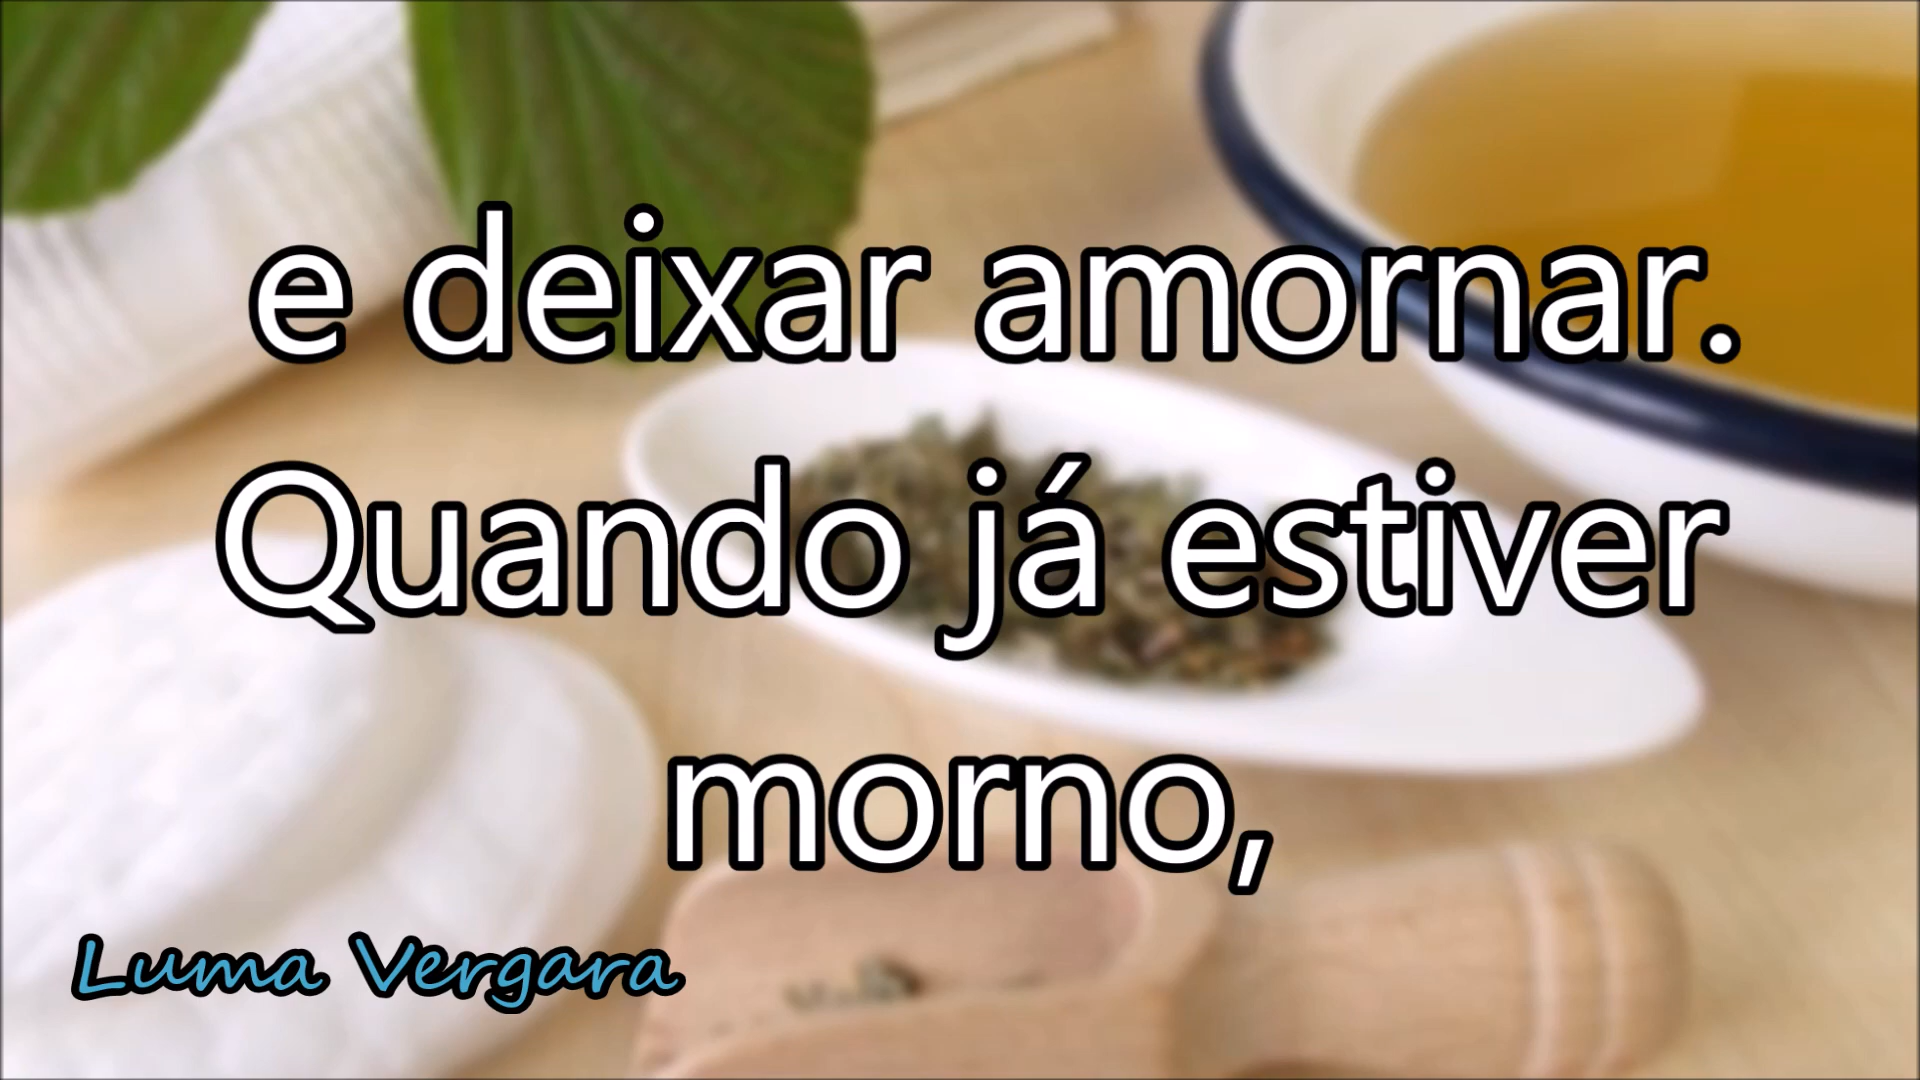 e deixar amornar.
Quando já estiver
morno,
Luma Vergara